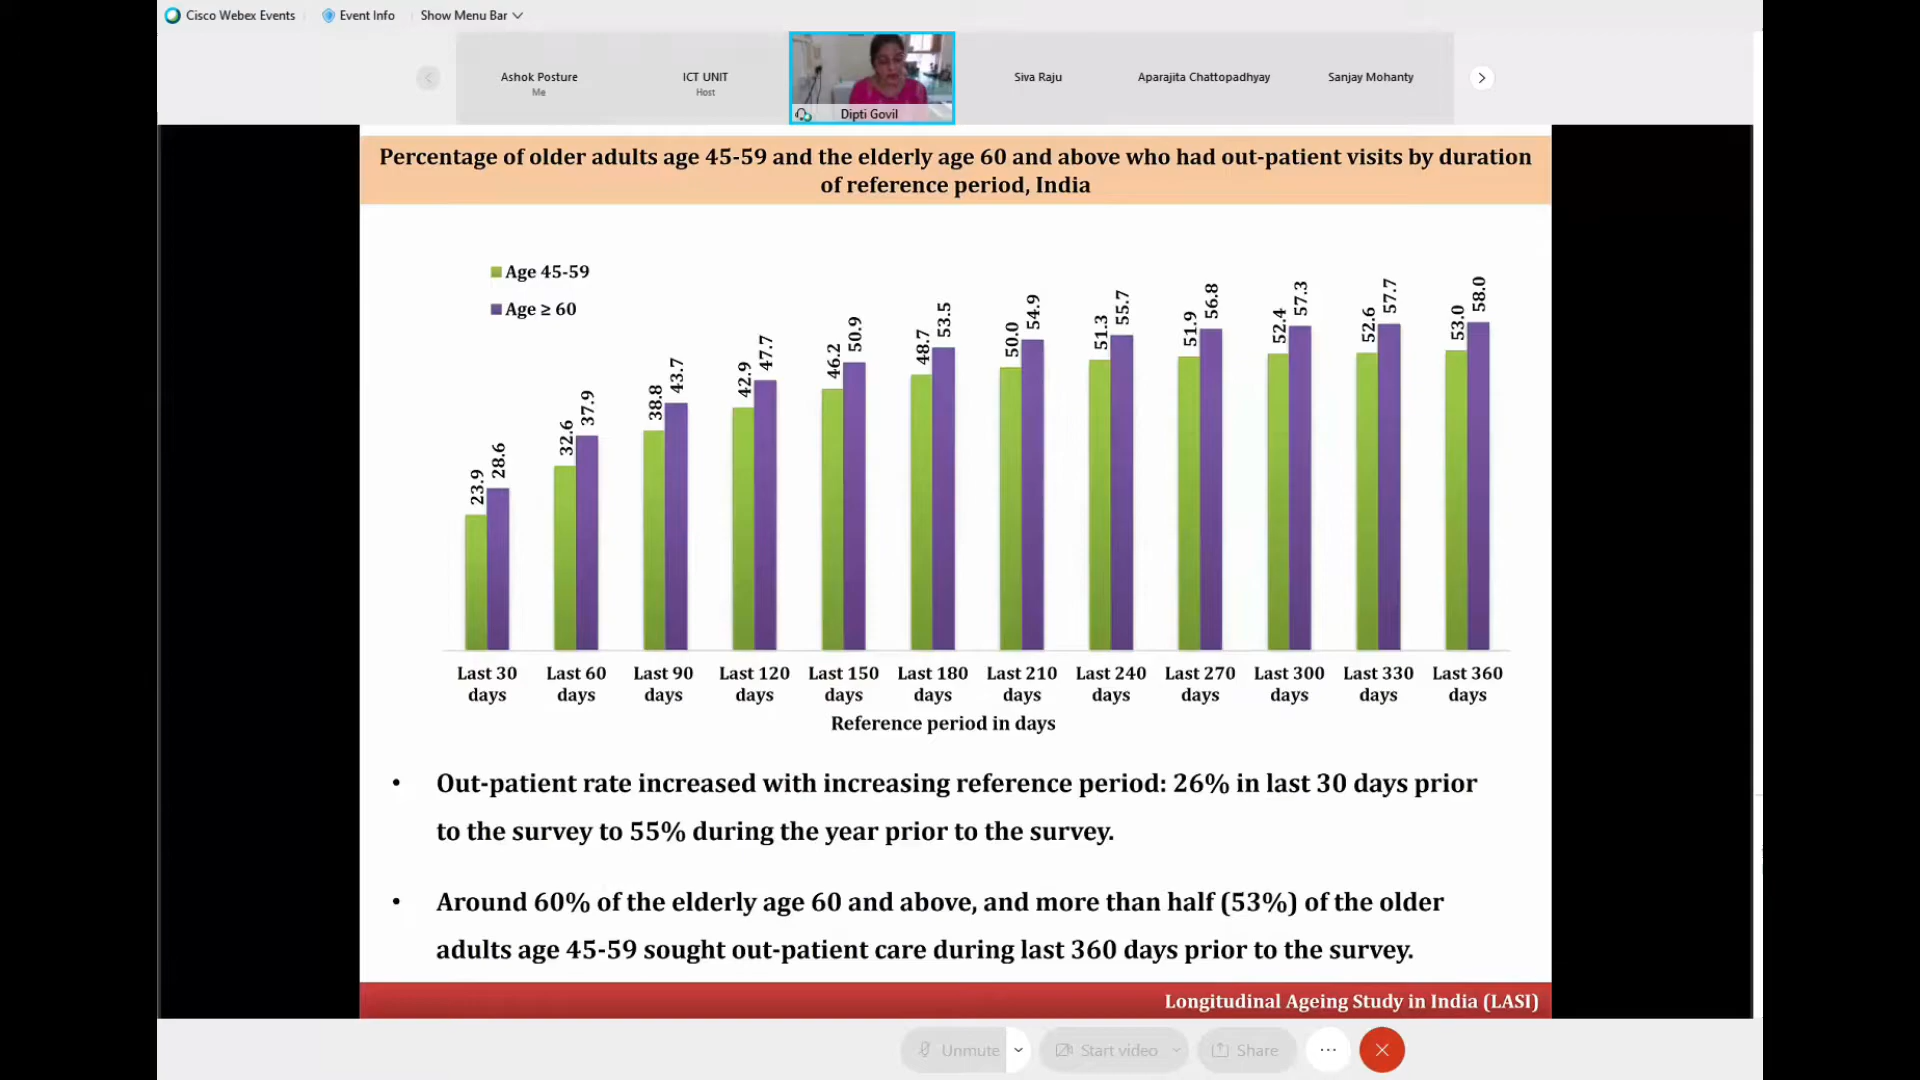 Cisco Webex Events
Event Info
Show Menu Bar
Ashok Posture
Me
ICT UNIT
Host
Dipti Govil
Siva Raju
Aparajita Chattopadhyay
Sanjay Mohanty
Percentage of older adults age 45-59 and the elderly age 60 and above who had out-patient visits by duration
of reference period, India
Age 45-59
Age ≥ 60
23.9
28.6
32.6
37.9
38.8
43.7
42.9
47.7
46.2
50.9
48.7
53.5
50.0
54.9
51.3
55.7
51.9
56.8
52.4
57.3
52.6
57.7
53.0
58.0
Last 30 days
Last 60 days
Last 90 days
Last 120 days
Last 150 days
Last 180 days
Last 210 days
Last 240 days
Last 270 days
Last 300 days
Last 330 days
Last 360 days
Reference period in days
• Out-patient rate increased with increasing reference period: 26% in last 30 days prior
to the survey to 55% during the year prior to the survey.
• Around 60% of the elderly age 60 and above, and more than half (53%) of the older
adults age 45-59 sought out-patient care during last 360 days prior to the survey.
Longitudinal Ageing Study in India (LASI)
Unmute
Start video
Share